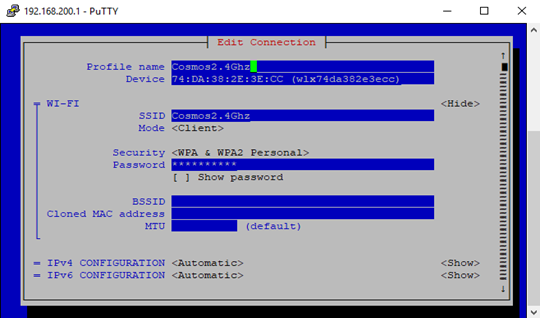 192.168.200.1 - PuTTY
Edit Connection
Profile name Cosmos2.4Ghz
Device 74:DA:38:2E:3E:CC (wlx74da382e3ecc)
WI-FI <Hide>
SSID Cosmos2.4Ghz
Mode <Client>
Security <WPA & WPA2 Personal>
Password **********
[ ] Show password
BSSID
Cloned MAC address
MTU (default)
= IPv4 CONFIGURATION <Automatic> <Show>
= IPv6 CONFIGURATION <Automatic> <Show>